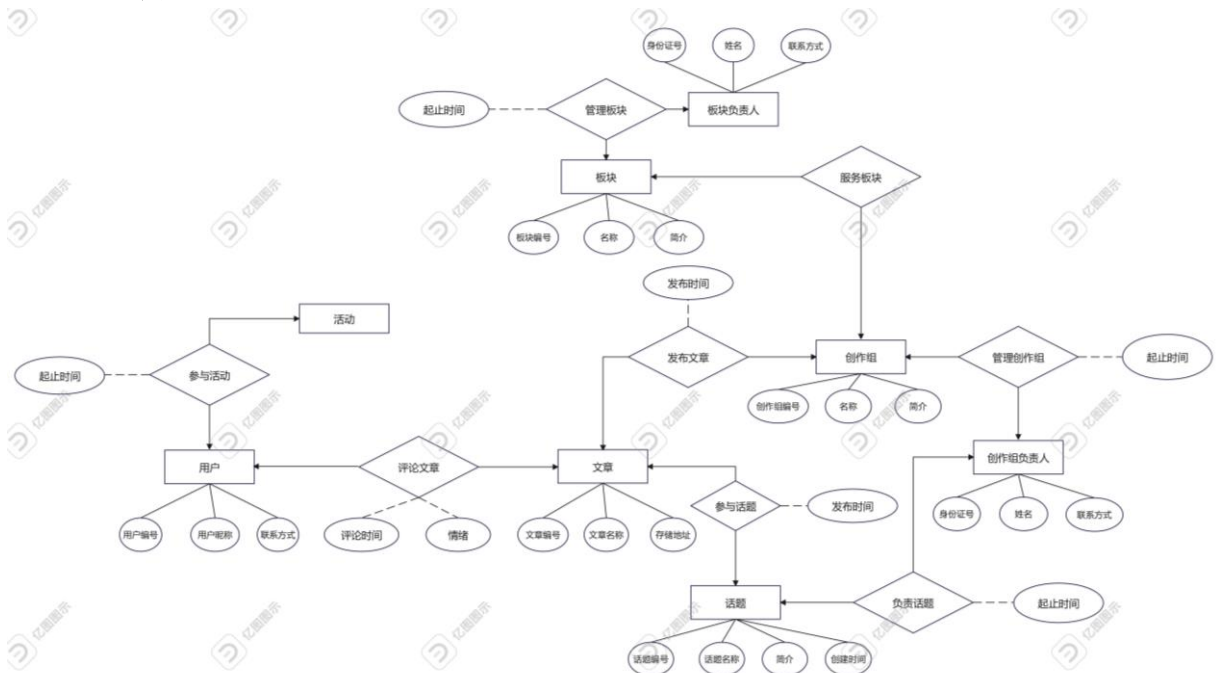 身份证号 姓名 联系方式
起止时间 管理板块 板块负责人
板块 服务板块
板块编号 名称 简介
发布时间
活动
发布文章 创作组 管理创作组 起止时间
起止时间 参与活动
创作组编号 名称 简介
用户 评论文章 文章 创作组负责人
参与话题 发布时间
身份证号 姓名 联系方式
用户编号 用户昵称 联系方式 评论时间 情绪 文章编号 文章名称 存储地址
话题 负责话题 起止时间
话题编号 话题名称 简介 创建时间
亿图图示